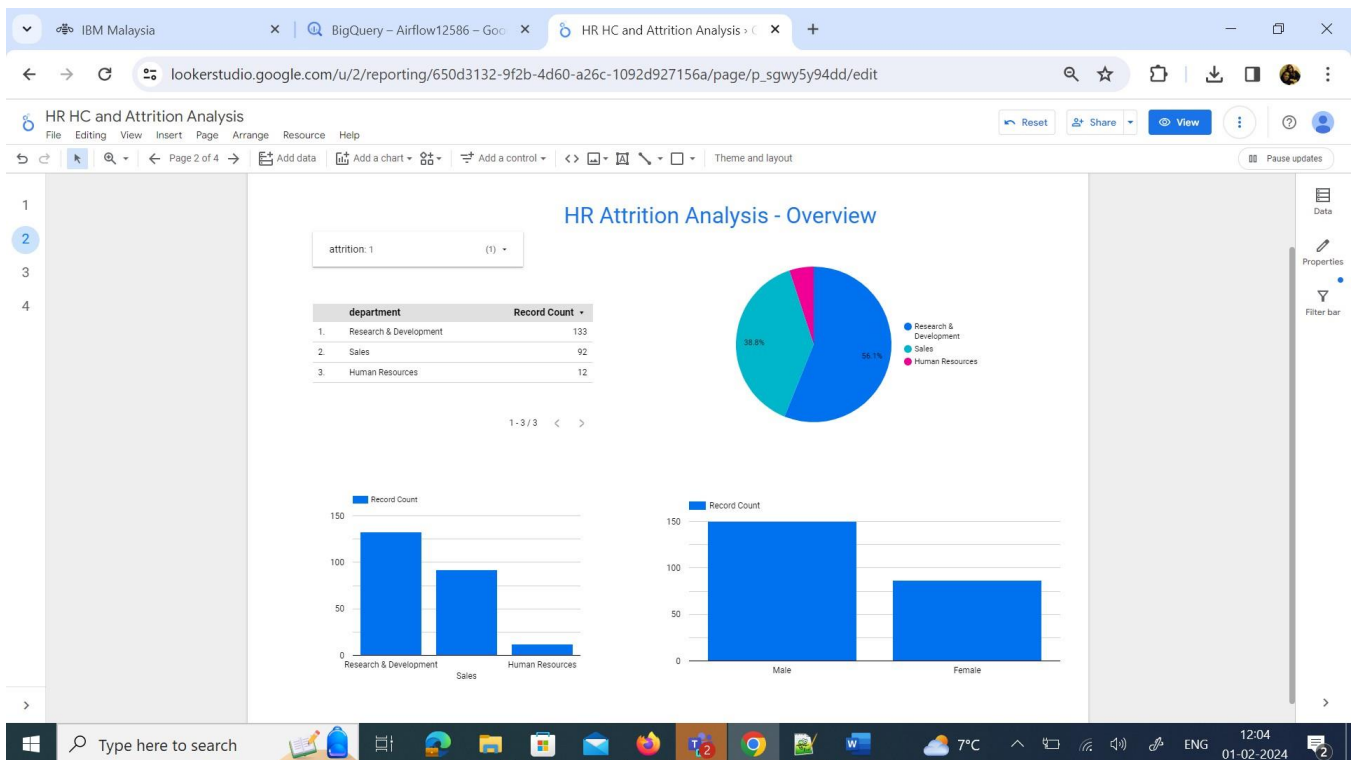 IBM Malaysia
BigQuery – Airflow12586 – Goo
HR HC and Attrition Analysis ›
lookerstudio.google.com/u/2/reporting/650d3132-9f2b-4d60-a26c-1092d927156a/page/p_sgwy5y94dd/edit
HR HC and Attrition Analysis
File Editing View Insert Page Arrange Resource Help
Reset Share View
Page 2 of 4 Add data Add a chart Add a control Theme and layout Pause updates
1
2
3
4
Data
Properties
Filter bar
HR Attrition Analysis - Overview
attrition: 1 (1)
department Record Count
1. Research & Development 133
2. Sales 92
3. Human Resources 12
1 - 3 / 3
38.8%
56.1%
Research &
Development
Sales
Human Resources
Record Count
150
100
50
0
Research & Development
Sales
Human Resources
Record Count
150
100
50
0
Male
Female
Type here to search
2
W
7°C
ENG
12:04
01-02-2024
2